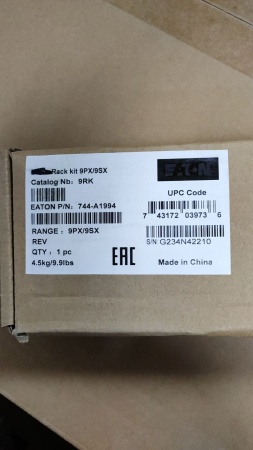 Rack kit 9PX/9SX
Catalog Nb: 9RK
EATON P/N: 744-A1994
RANGE : 9PX/9SX
REV
QTY : 1 pc
4.5kg/9.9lbs
EAC
EATON
UPC Code
7 43172 03973 6
S/N G234N42210
Made in China